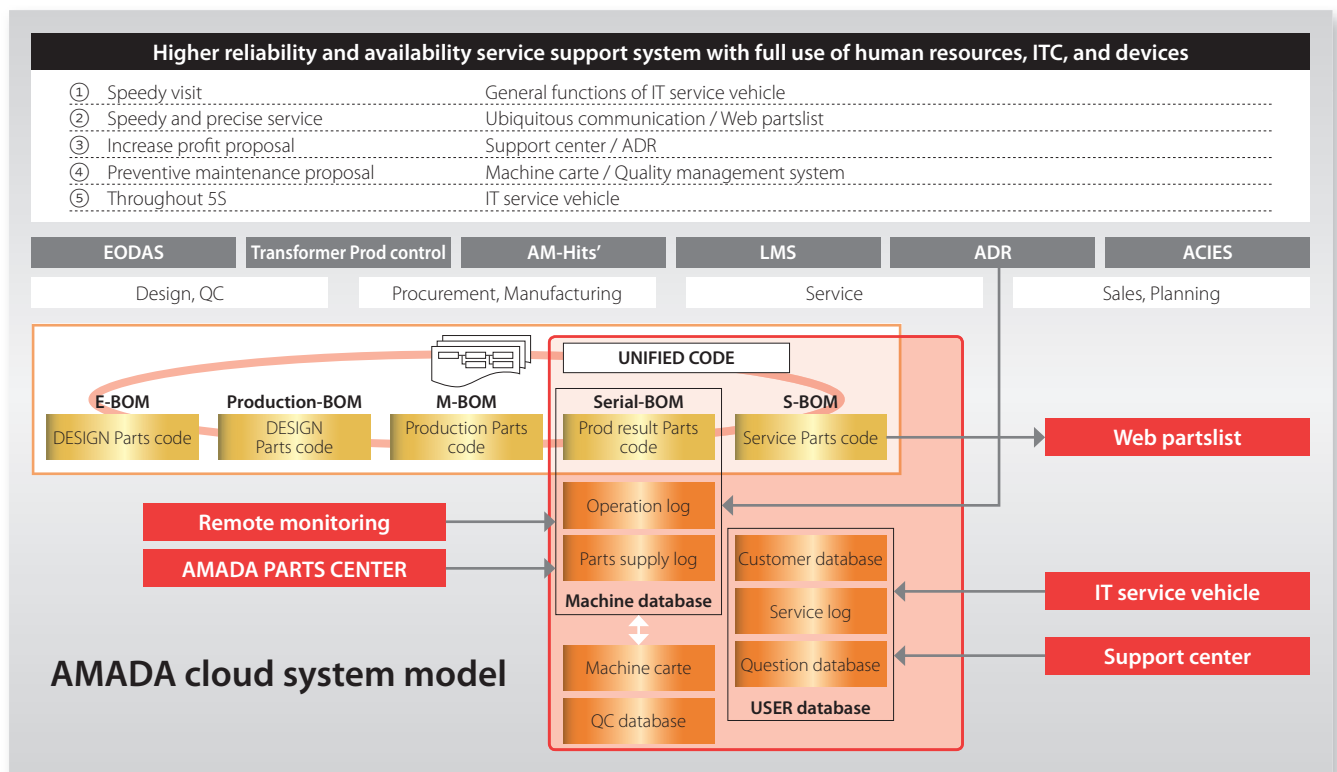 Higher reliability and availability service support system with full use of human resources, ITC, and devices
① Speedy visit General functions of IT service vehicle
② Speedy and precise service Ubiquitous communication / Web partslist
③ Increase profit proposal Support center / ADR
④ Preventive maintenance proposal Machine carte / Quality management system
⑤ Throughout 5S IT service vehicle
EODAS Transformer Prod control AM-Hits’ LMS ADR ACIES
Design, QC Procurement, Manufacturing Service Sales, Planning
UNIFIED CODE
E-BOM Production-BOM M-BOM Serial-BOM S-BOM
DESIGN Parts code
DESIGN
Parts code
Production Parts
code
Prod result Parts
code
Service Parts code
Web partslist
Operation log
Remote monitoring
Parts supply log
AMADA PARTS CENTER
Machine database
Customer database
Service log
Question database
USER database
IT service vehicle
Support center
Machine carte
QC database
AMADA cloud system model